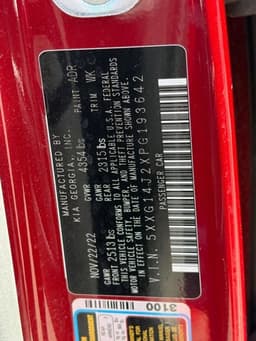 MANUFACTURED BY
KIA GEORGIA, INC.
NOV/22/22
GVWR 4354 lbs
GAWR FRONT 2513 lbs
GAWR REAR 2315 lbs
PAINT ADR
TRIM WK
THIS VEHICLE CONFORMS TO ALL APPLICABLE U.S.A. FEDERAL
MOTOR VEHICLE SAFETY, BUMPER, AND THEFT PREVENTION STANDARDS
IN EFFECT ON THE DATE OF MANUFACTURE SHOWN ABOVE.
V.I.N. 5XXG14J2XPG193642
PASSENGER CAR
3100